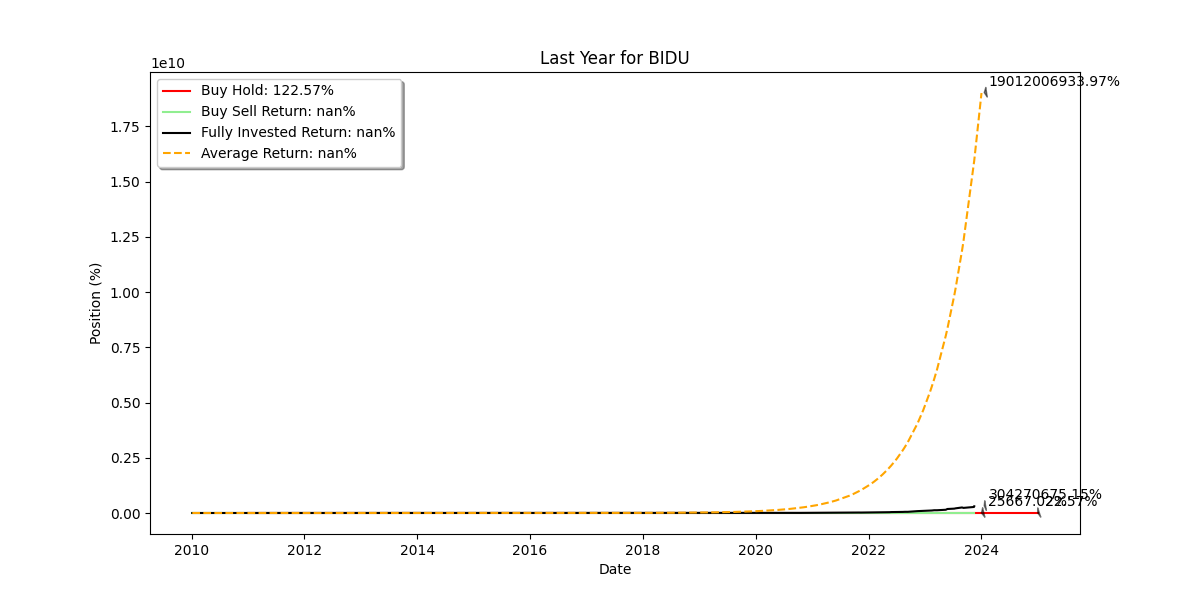 Last Year for BIDU
1e10
Buy Hold: 122.57%
Buy Sell Return: nan%
Fully Invested Return: nan%
Average Return: nan%
19012006933.97%
1.75
1.50
1.25
1.00
0.75
0.50
0.25
0.00
Position (%)
304270675.15%
2010
2012
2014
2016
2018
2020
2022
2024
Date